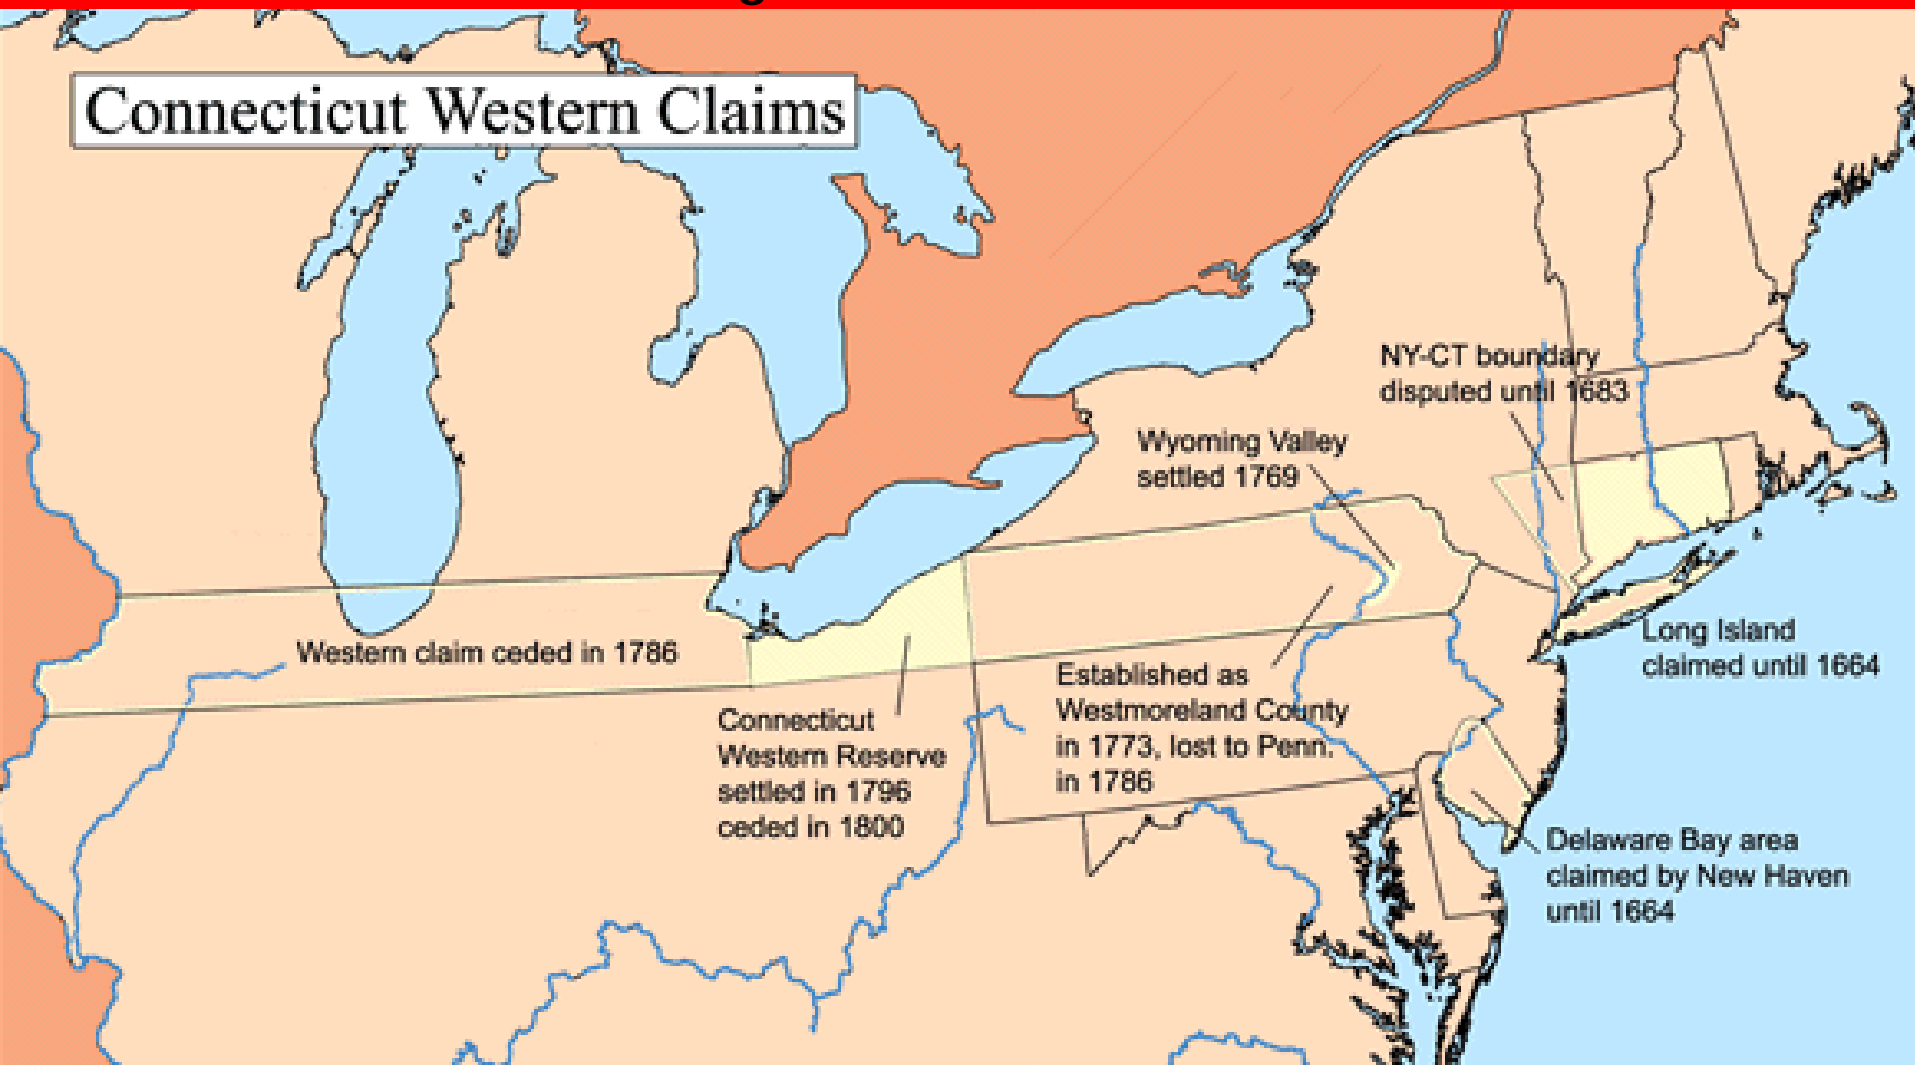 Connecticut Western Claims
NY-CT boundary
disputed until 1683
Wyoming Valley
settled 1769
Long Island
claimed until 1664
Western claim ceded in 1786
Established as
Westmoreland County
in 1773, lost to Penn.
in 1786
Connecticut
Western Reserve
settled in 1796
ceded in 1800
Delaware Bay area
claimed by New Haven
until 1664